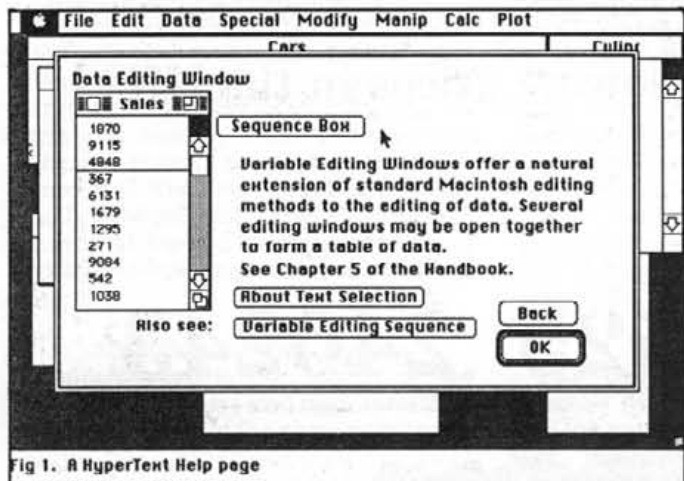 File Edit Data Special Modify Manip Calc Plot
Cars
Data Editing Window
Sales
1870
9115
4848
367
6131
1679
1295
271
9084
542
1038
Sequence Box
Variable Editing Windows offer a natural
extension of standard Macintosh editing
methods to the editing of data. Several
editing windows may be open together
to form a table of data.
See Chapter 5 of the Handbook.
About Text Selection
Also see:
Variable Editing Sequence
Back
OK
Fig 1. A HyperText Help page